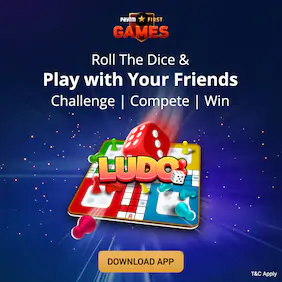 PAYTM FIRST
GAMES
Roll The Dice &
Play with Your Friends
Challenge | Compete | Win
LUDO
DOWNLOAD APP
T&C Apply